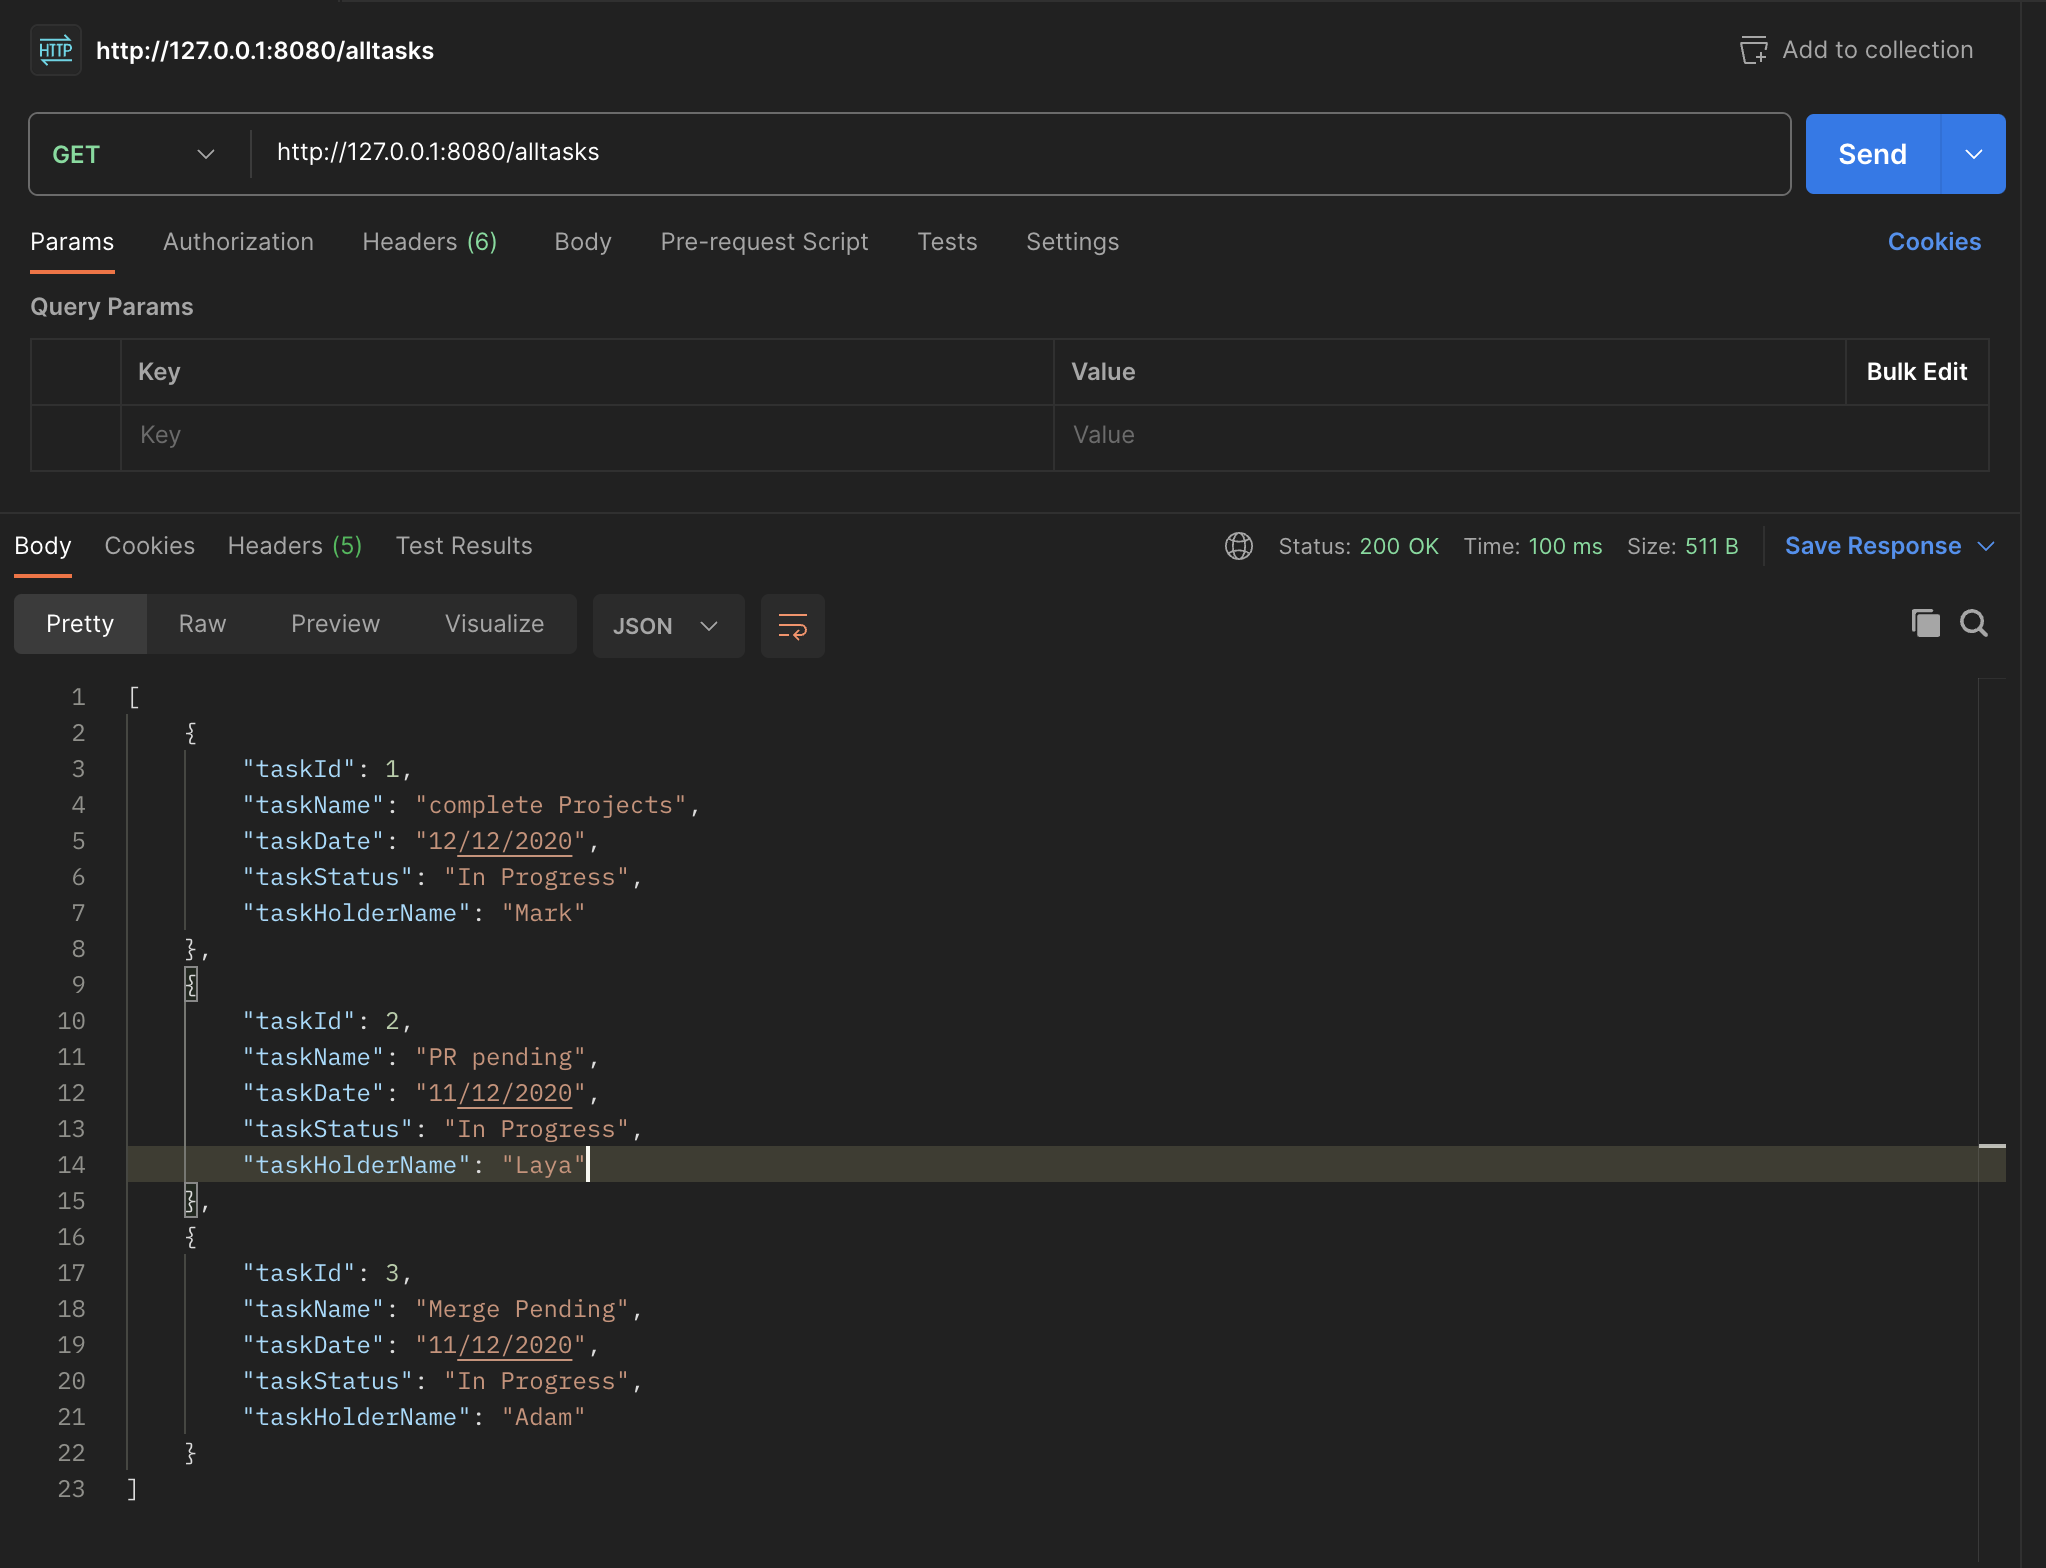 HTTP http://127.0.0.1:8080/alltasks Add to collection
GET http://127.0.0.1:8080/alltasks Send
Params Authorization Headers (6) Body Pre-request Script Tests Settings Cookies
Query Params
Key Value Bulk Edit
Key Value
Body Cookies Headers (5) Test Results Status: 200 OK Time: 100 ms Size: 511 B Save Response
Pretty Raw Preview Visualize JSON
1 [
2 {
3 "taskId": 1,
4 "taskName": "complete Projects",
5 "taskDate": "12/12/2020",
6 "taskStatus": "In Progress",
7 "taskHolderName": "Mark"
8 },
9 {
10 "taskId": 2,
11 "taskName": "PR pending",
12 "taskDate": "11/12/2020",
13 "taskStatus": "In Progress",
14 "taskHolderName": "Laya"
15 },
16 {
17 "taskId": 3,
18 "taskName": "Merge Pending",
19 "taskDate": "11/12/2020",
20 "taskStatus": "In Progress",
21 "taskHolderName": "Adam"
22 }
23 ]